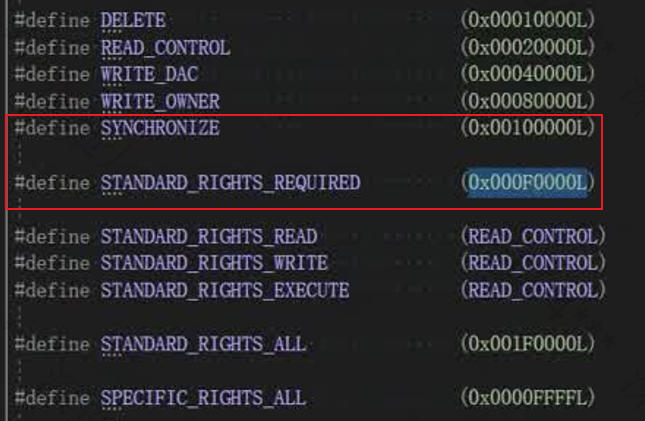 #define DELETE (0x00010000L)
#define READ_CONTROL (0x00020000L)
#define WRITE_DAC (0x00040000L)
#define WRITE_OWNER (0x00080000L)
#define SYNCHRONIZE (0x00100000L)
#define STANDARD_RIGHTS_REQUIRED (0x000F0000L)
#define STANDARD_RIGHTS_READ (READ_CONTROL)
#define STANDARD_RIGHTS_WRITE (READ_CONTROL)
#define STANDARD_RIGHTS_EXECUTE (READ_CONTROL)
#define STANDARD_RIGHTS_ALL (0x001F0000L)
#define SPECIFIC_RIGHTS_ALL (0x0000FFFFL)